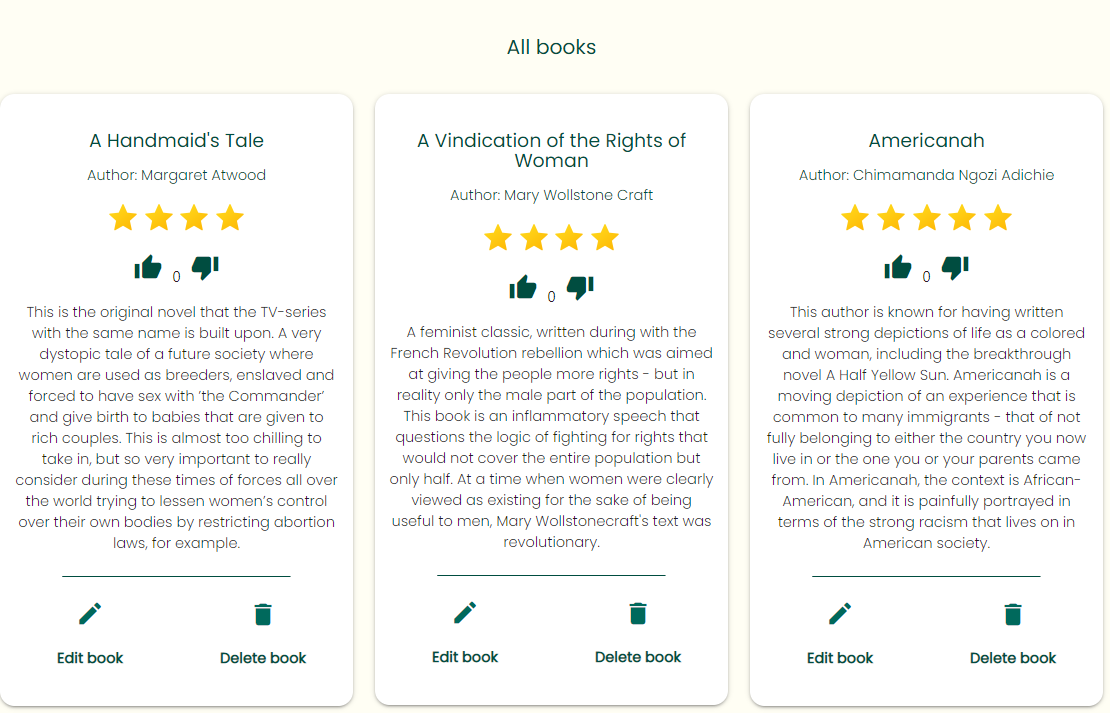 All books
A Handmaid's Tale
Author: Margaret Atwood
0
This is the original novel that the TV-series
with the same name is built upon. A very
dystopic tale of a future society where
women are used as breeders, enslaved and
forced to have sex with ‘the Commander’
and give birth to babies that are given to
rich couples. This is almost too chilling to
take in, but so very important to really
consider during these times of forces all over
the world trying to lessen women’s control
over their own bodies by restricting abortion
laws, for example.
Edit book
Delete book
A Vindication of the Rights of
Woman
Author: Mary Wollstone Craft
0
A feminist classic, written during with the
French Revolution rebellion which was aimed
at giving the people more rights - but in
reality only the male part of the population.
This book is an inflammatory speech that
questions the logic of fighting for rights that
would not cover the entire population but
only half. At a time when women were clearly
viewed as existing for the sake of being
useful to men, Mary Wollstonecraft's text was
revolutionary.
Edit book
Delete book
Americanah
Author: Chimamanda Ngozi Adichie
0
This author is known for having written
several strong depictions of life as a colored
and woman, including the breakthrough
novel A Half Yellow Sun. Americanah is a
moving depiction of an experience that is
common to many immigrants - that of not
fully belonging to either the country you now
live in or the one you or your parents came
from. In Americanah, the context is African-
American, and it is painfully portrayed in
terms of the strong racism that lives on in
American society.
Edit book
Delete book